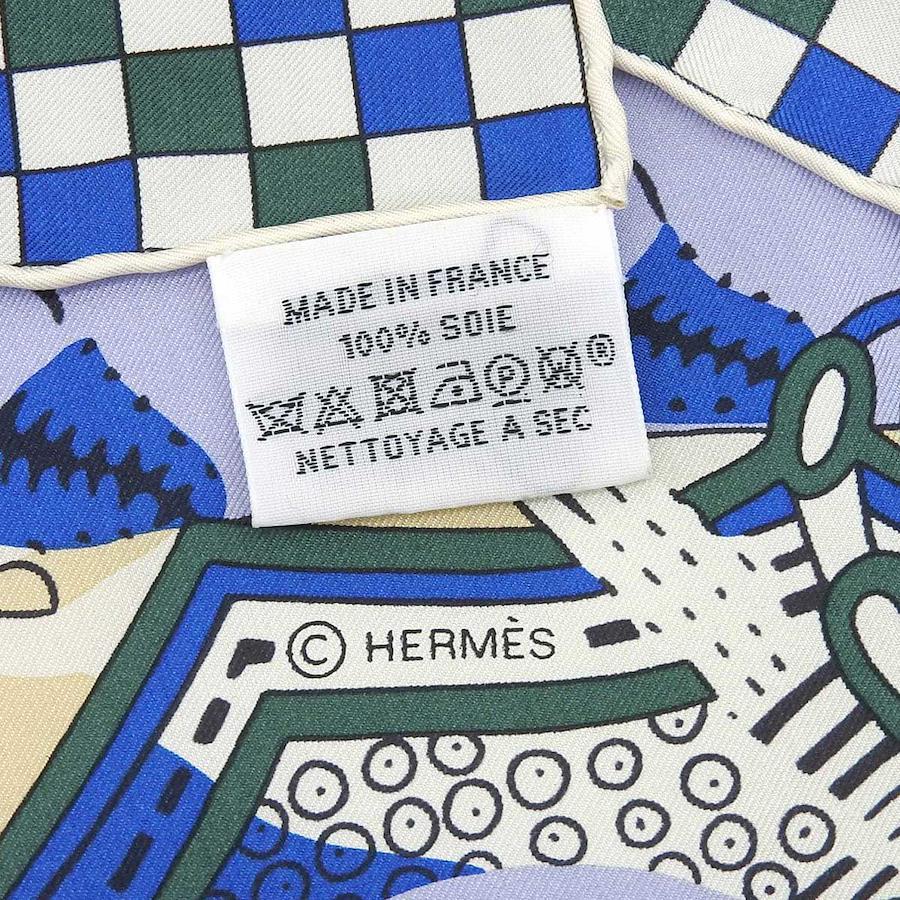 MADE IN FRANCE
100% SOIE
®
NETTOYAGE A SEC
© HERMÈS